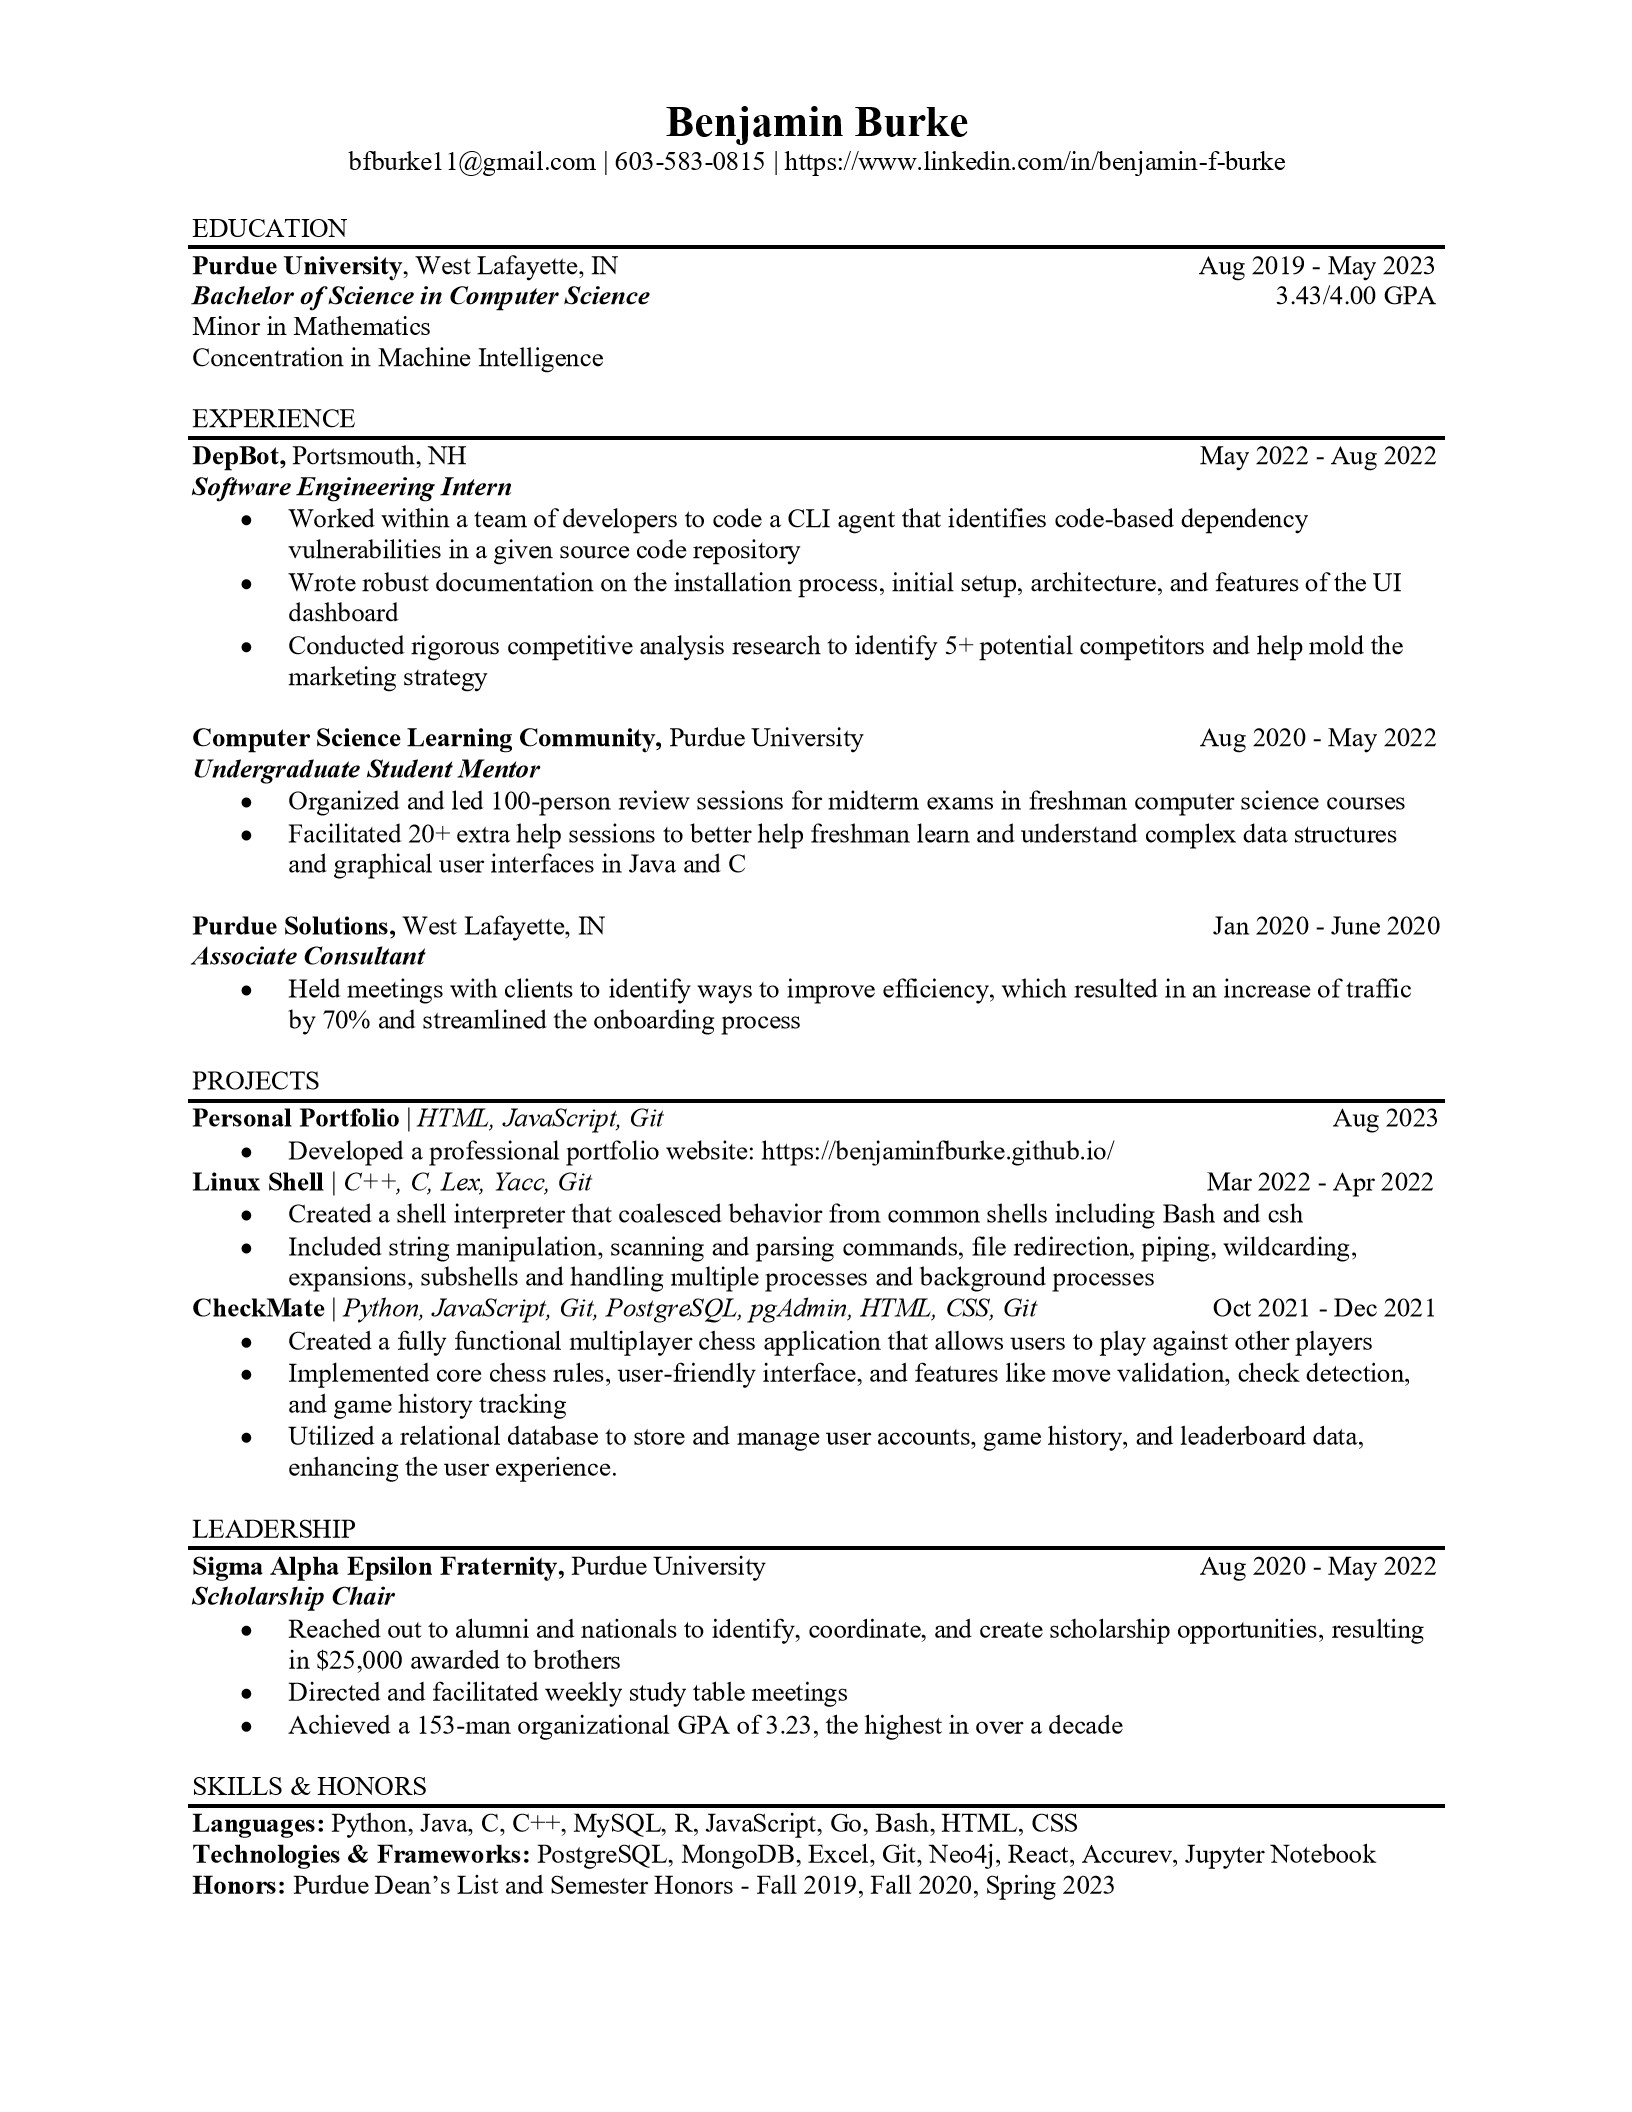 Benjamin Burke
bfburke11@gmail.com | 603-583-0815 | https://www.linkedin.com/in/benjamin-f-burke
EDUCATION
Purdue University, West Lafayette, IN Aug 2019 - May 2023
Bachelor of Science in Computer Science 3.43/4.00 GPA
Minor in Mathematics
Concentration in Machine Intelligence
EXPERIENCE
DepBot, Portsmouth, NH May 2022 - Aug 2022
Software Engineering Intern
● Worked within a team of developers to code a CLI agent that identifies code-based dependency
vulnerabilities in a given source code repository
● Wrote robust documentation on the installation process, initial setup, architecture, and features of the UI
dashboard
● Conducted rigorous competitive analysis research to identify 5+ potential competitors and help mold the
marketing strategy
Computer Science Learning Community, Purdue University Aug 2020 - May 2022
Undergraduate Student Mentor
● Organized and led 100-person review sessions for midterm exams in freshman computer science courses
● Facilitated 20+ extra help sessions to better help freshman learn and understand complex data structures
and graphical user interfaces in Java and C
Purdue Solutions, West Lafayette, IN Jan 2020 - June 2020
Associate Consultant
● Held meetings with clients to identify ways to improve efficiency, which resulted in an increase of traffic
by 70% and streamlined the onboarding process
PROJECTS
Personal Portfolio | HTML, JavaScript, Git Aug 2023
● Developed a professional portfolio website: https://benjaminfburke.github.io/
Linux Shell | C++, C, Lex, Yacc, Git Mar 2022 - Apr 2022
● Created a shell interpreter that coalesced behavior from common shells including Bash and csh
● Included string manipulation, scanning and parsing commands, file redirection, piping, wildcarding,
expansions, subshells and handling multiple processes and background processes
CheckMate | Python, JavaScript, Git, PostgreSQL, pgAdmin, HTML, CSS, Git Oct 2021 - Dec 2021
● Created a fully functional multiplayer chess application that allows users to play against other players
● Implemented core chess rules, user-friendly interface, and features like move validation, check detection,
and game history tracking
● Utilized a relational database to store and manage user accounts, game history, and leaderboard data,
enhancing the user experience.
LEADERSHIP
Sigma Alpha Epsilon Fraternity, Purdue University Aug 2020 - May 2022
Scholarship Chair
● Reached out to alumni and nationals to identify, coordinate, and create scholarship opportunities, resulting
in $25,000 awarded to brothers
● Directed and facilitated weekly study table meetings
● Achieved a 153-man organizational GPA of 3.23, the highest in over a decade
SKILLS & HONORS
Languages: Python, Java, C, C++, MySQL, R, JavaScript, Go, Bash, HTML, CSS
Technologies & Frameworks: PostgreSQL, MongoDB, Excel, Git, Neo4j, React, Accurev, Jupyter Notebook
Honors: Purdue Dean’s List and Semester Honors - Fall 2019, Fall 2020, Spring 2023